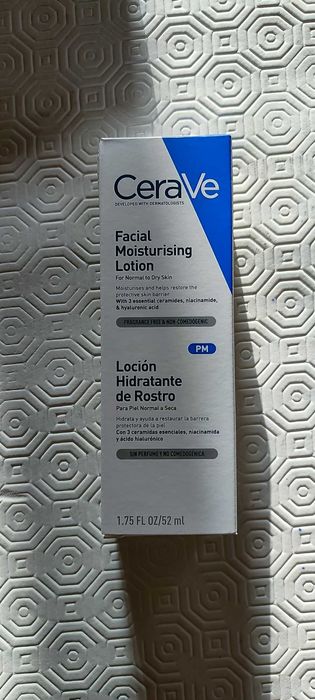 CeraVe
DEVELOPED WITH DERMATOLOGISTS
Facial
Moisturising
Lotion
For Normal to Dry Skin
Moisturises and helps restore the
protective skin barrier
With 3 essential ceramides, niacinamide,
& hyaluronic acid
FRAGRANCE FREE & NON-COMEDOGENIC
PM
Loción
Hidratante
de Rostro
Para Piel Normal a Seca
Hidrata y ayuda a restaurar la barrera
protectora de la piel
Con 3 ceramidas esenciales, niacinamida
y ácido hialurónico
SIN PERFUME Y NO COMEDOGÉNICA
1.75 FL OZ/52 ml